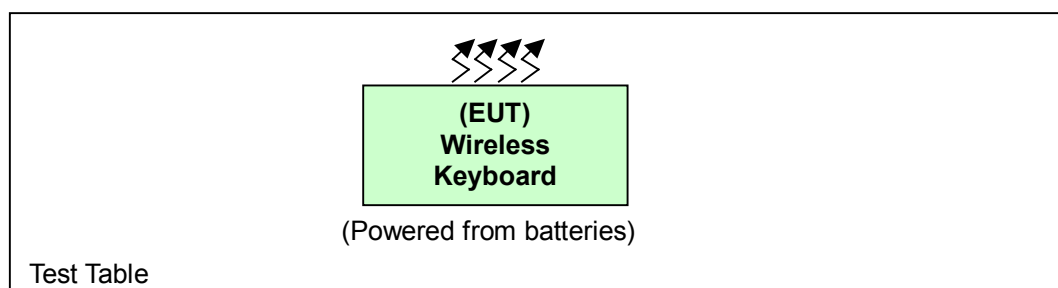 (EUT)
Wireless
Keyboard
(Powered from batteries)
Test Table